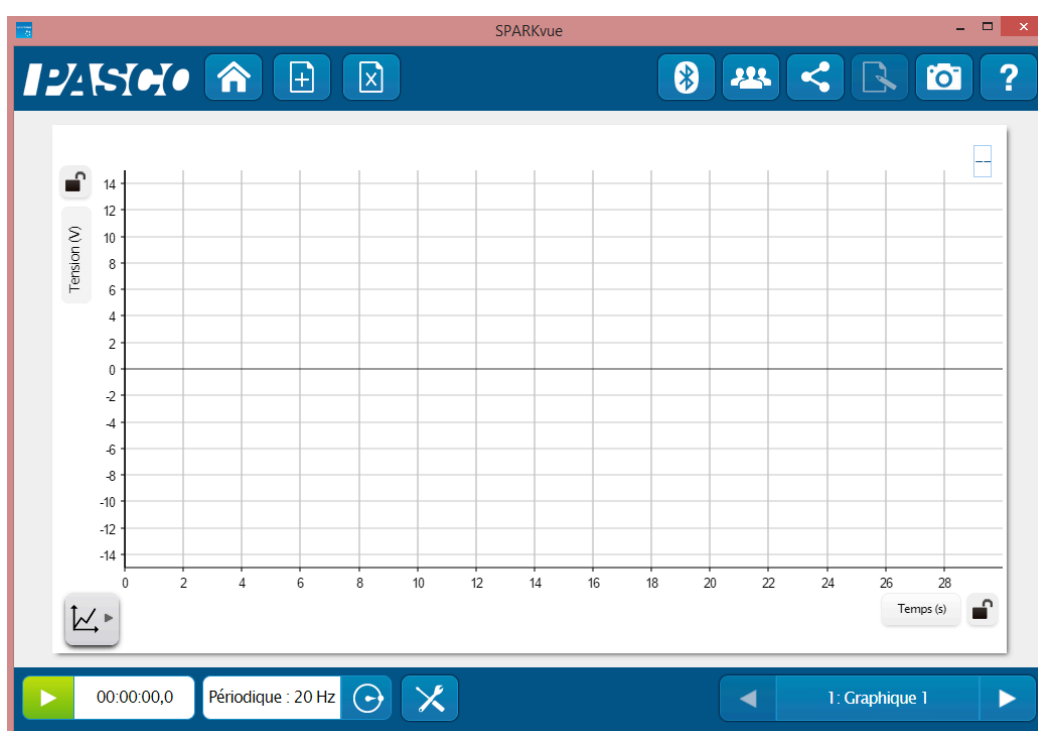 SPARKvue
PASCO
?
--
Tension (V)
14
12
10
8
6
4
2
0
-2
-4
-6
-8
-10
-12
-14
0 2 4 6 8 10 12 14 16 18 20 22 24 26 28
Temps (s)
00:00:00,0 Périodique : 20 Hz 1: Graphique 1